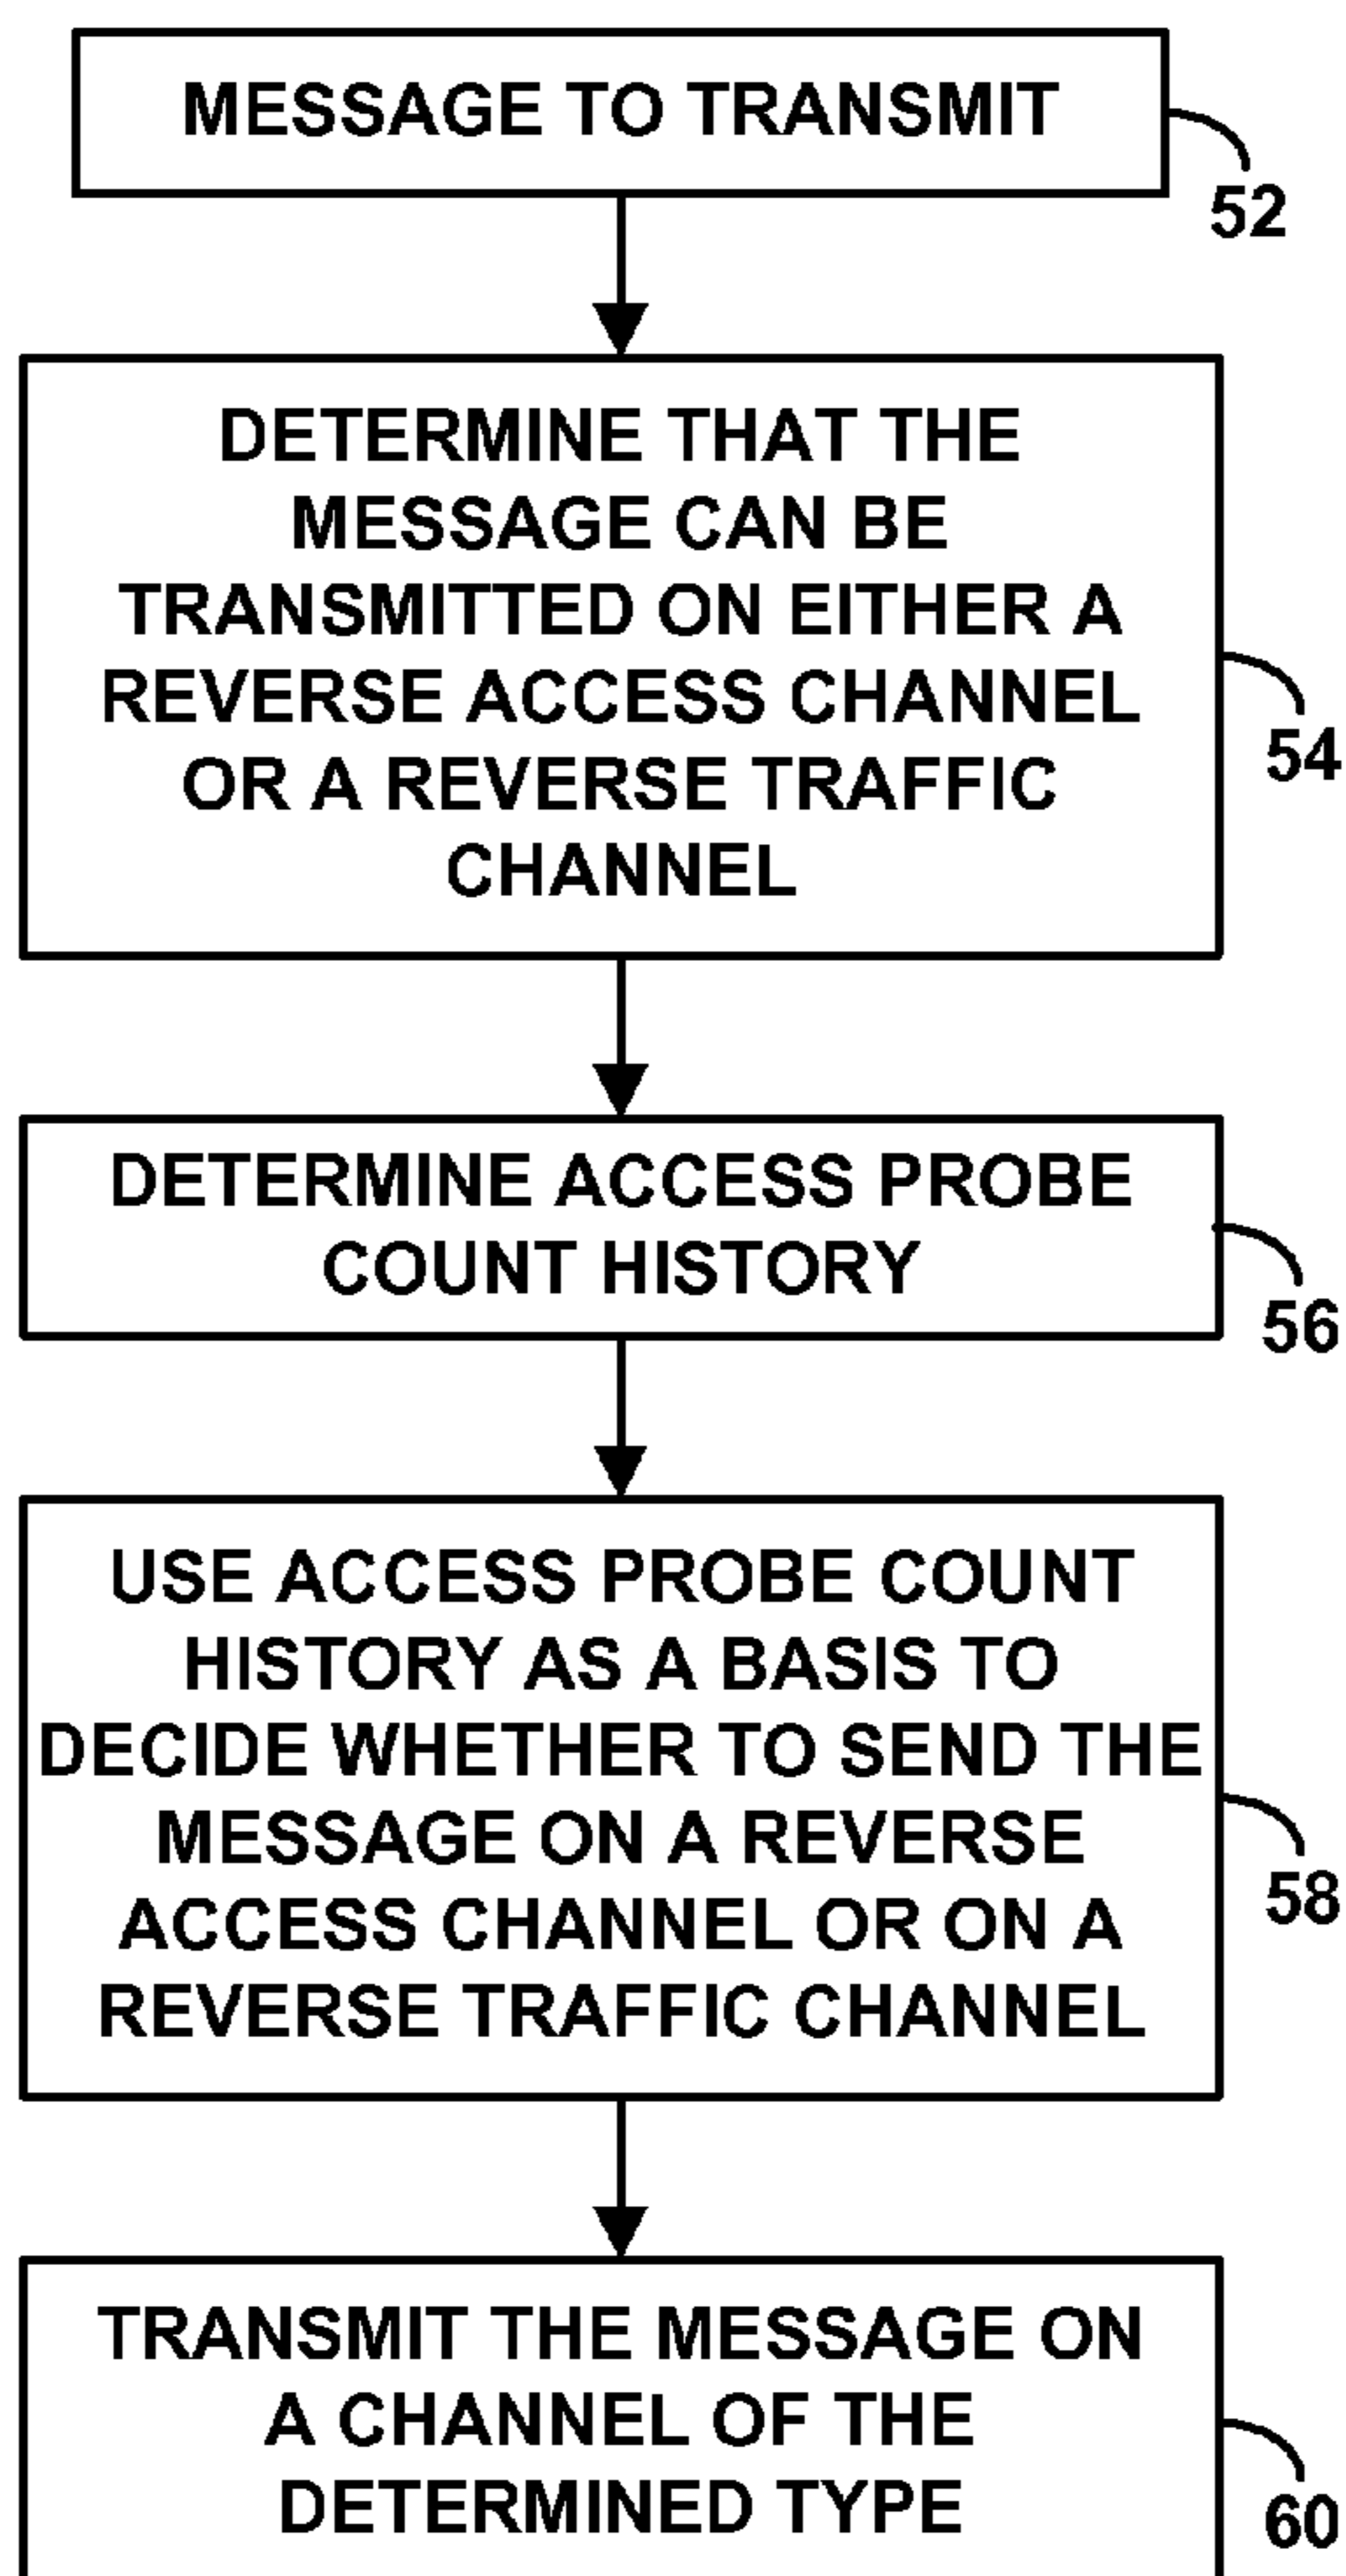 MESSAGE TO TRANSMIT
52
DETERMINE THAT THE
MESSAGE CAN BE
TRANSMITTED ON EITHER A
REVERSE ACCESS CHANNEL
OR A REVERSE TRAFFIC
CHANNEL
54
DETERMINE ACCESS PROBE
COUNT HISTORY
56
USE ACCESS PROBE COUNT
HISTORY AS A BASIS TO
DECIDE WHETHER TO SEND THE
MESSAGE ON A REVERSE
ACCESS CHANNEL OR ON A
REVERSE TRAFFIC CHANNEL
58
TRANSMIT THE MESSAGE ON
A CHANNEL OF THE
DETERMINED TYPE
60